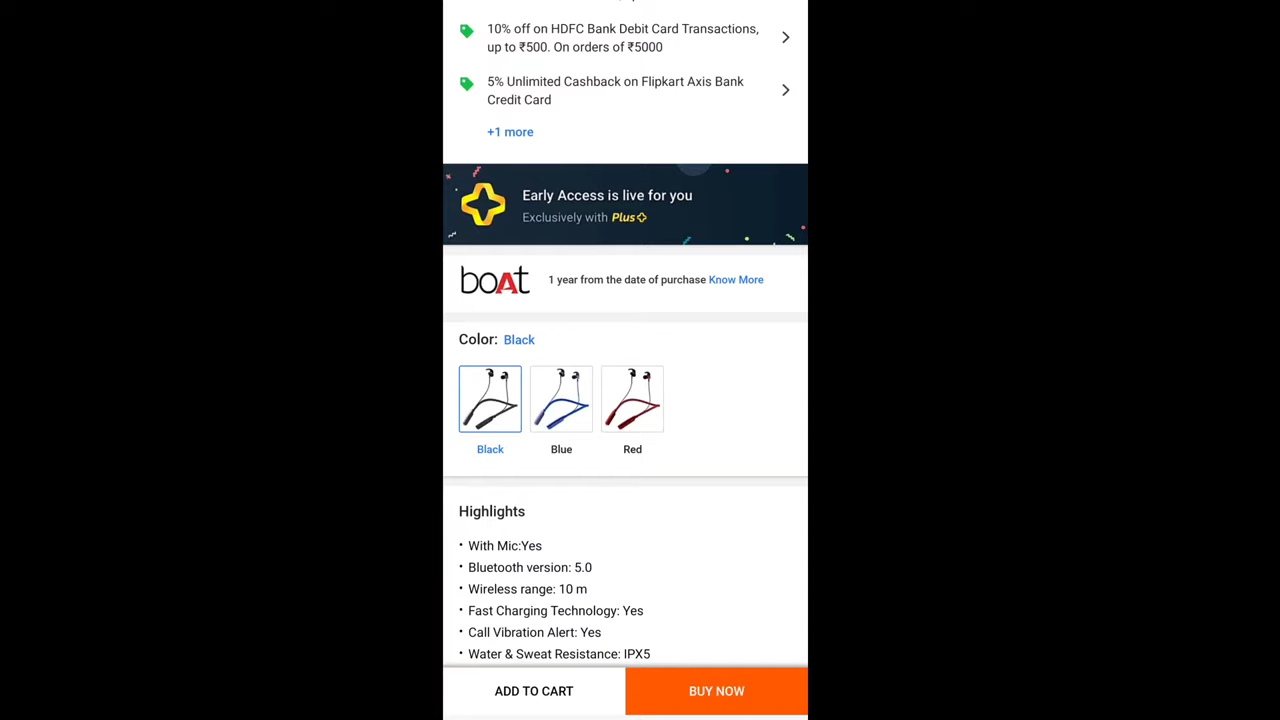 10% off on HDFC Bank Debit Card Transactions,
up to ₹500. On orders of ₹5000
5% Unlimited Cashback on Flipkart Axis Bank
Credit Card
+1 more
Early Access is live for you
Exclusively with Plus
boAt
1 year from the date of purchase Know More
Color: Black
Black
Blue
Red
Highlights
• With Mic:Yes
• Bluetooth version: 5.0
• Wireless range: 10 m
• Fast Charging Technology: Yes
• Call Vibration Alert: Yes
• Water & Sweat Resistance: IPX5
ADD TO CART
BUY NOW